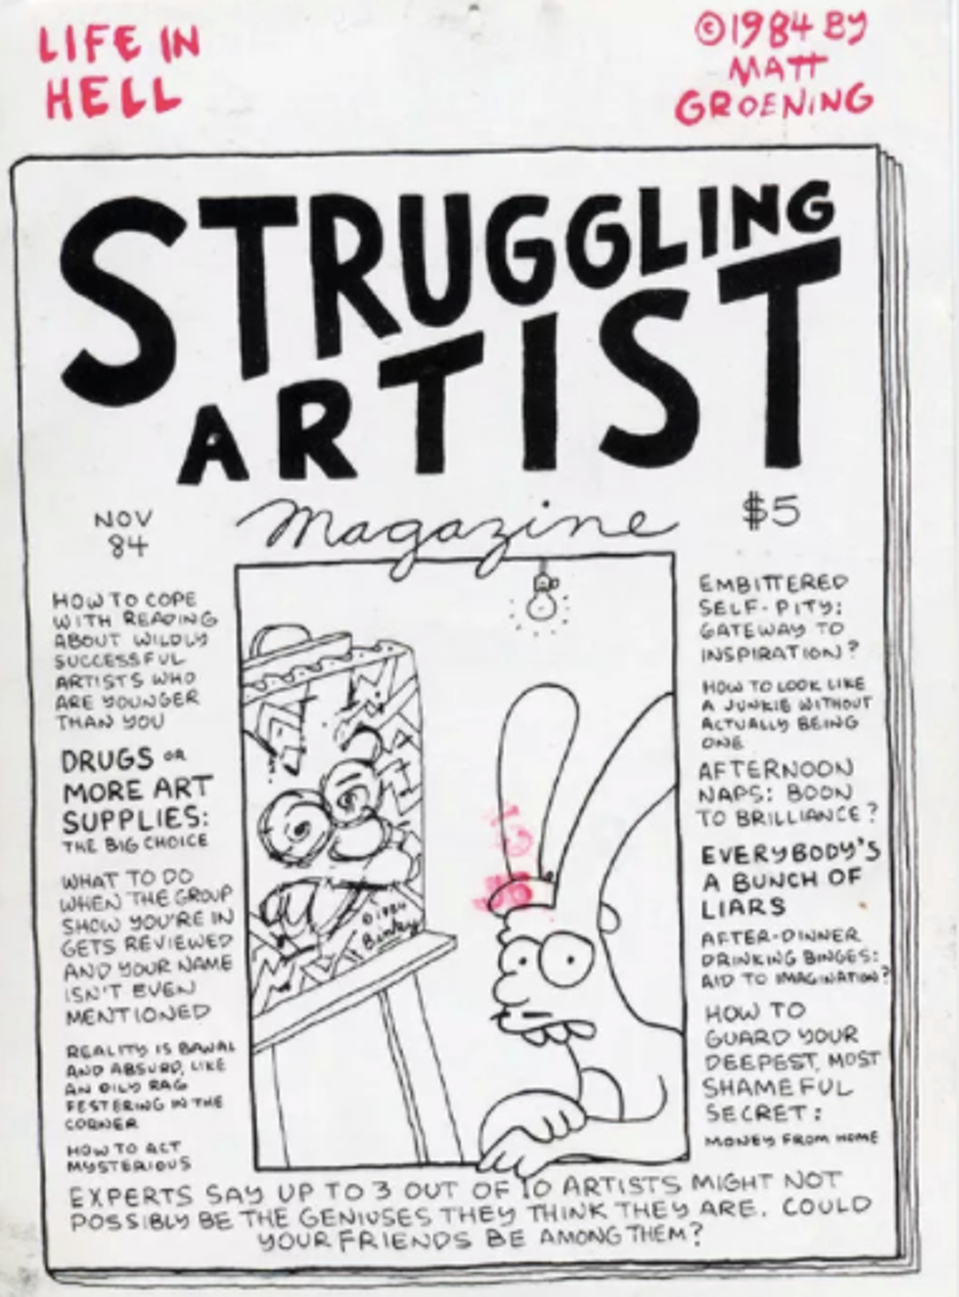 LIFE IN
HELL
©1984 BY
MATT
GROENING
STRUGGLING
ARTIST
Magazine
NOV
84
$5
HOW TO COPE
WITH READING
ABOUT WILDLY
SUCCESSFUL
ARTISTS WHO
ARE YOUNGER
THAN YOU
DRUGS OR
MORE ART
SUPPLIES:
THE BIG CHOICE
WHAT TO DO
WHEN THE GROUP
SHOW YOU'RE IN
GETS REVIEWED
AND YOUR NAME
ISN'T EVEN
MENTIONED
REALITY IS BANAL
AND ABSURD, LIKE
AN OILY RAG
FESTERING IN THE
CORNER
HOW TO ACT
MYSTERIOUS
©1984
Binky
EMBITTERED
SELF-PITY:
GATEWAY TO
INSPIRATION?
HOW TO LOOK LIKE
A JUNKIE WITHOUT
ACTUALLY BEING
ONE
AFTERNOON
NAPS: BOON
TO BRILLIANCE?
EVERYBODY'S
A BUNCH OF
LIARS
AFTER-DINNER
DRINKING BINGES:
AID TO IMAGINATION?
HOW TO
GUARD YOUR
DEEPEST, MOST
SHAMEFUL
SECRET:
MONEY FROM HOME
EXPERTS SAY UP TO 3 OUT OF 10 ARTISTS MIGHT NOT
POSSIBLY BE THE GENIUSES THEY THINK THEY ARE. COULD
YOUR FRIENDS BE AMONG THEM?